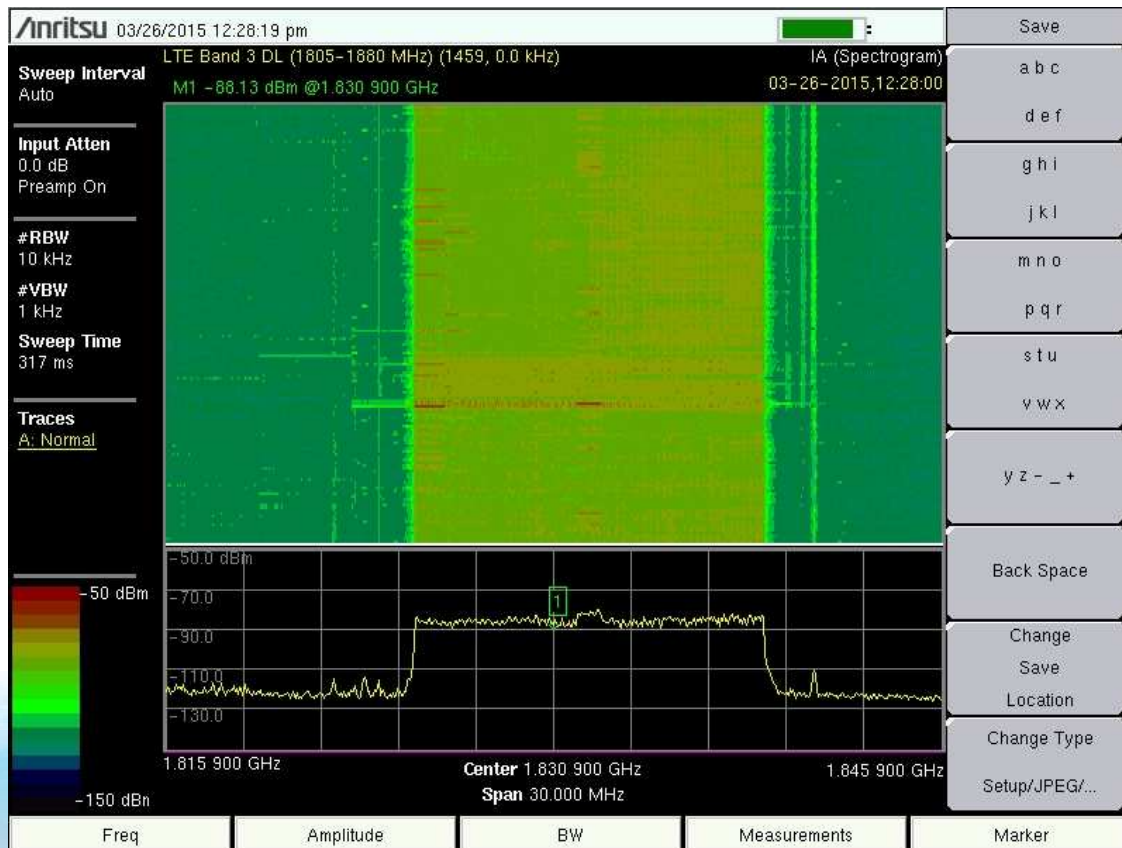 Anritsu 03/26/2015 12:28:19 pm
Sweep Interval
Auto
Input Atten
0.0 dB
Preamp On
#RBW
10 kHz
#VBW
1 kHz
Sweep Time
317 ms
Traces
A: Normal
-50 dBm
-150 dBm
LTE Band 3 DL (1805-1880 MHz) (1459, 0.0 kHz)
IA (Spectrogram)
M1 -88.13 dBm @1.830 900 GHz
03-26-2015,12:28:00
-50.0 dBm
-70.0
1
-90.0
-110.0
-130.0
1.815 900 GHz
Center 1.830 900 GHz
1.845 900 GHz
Span 30.000 MHz
Save
a b c
d e f
g h i
j k l
m n o
p q r
s t u
v w x
y z - _ +
Back Space
Change
Save
Location
Change Type
Setup/JPEG/...
Freq
Amplitude
BW
Measurements
Marker